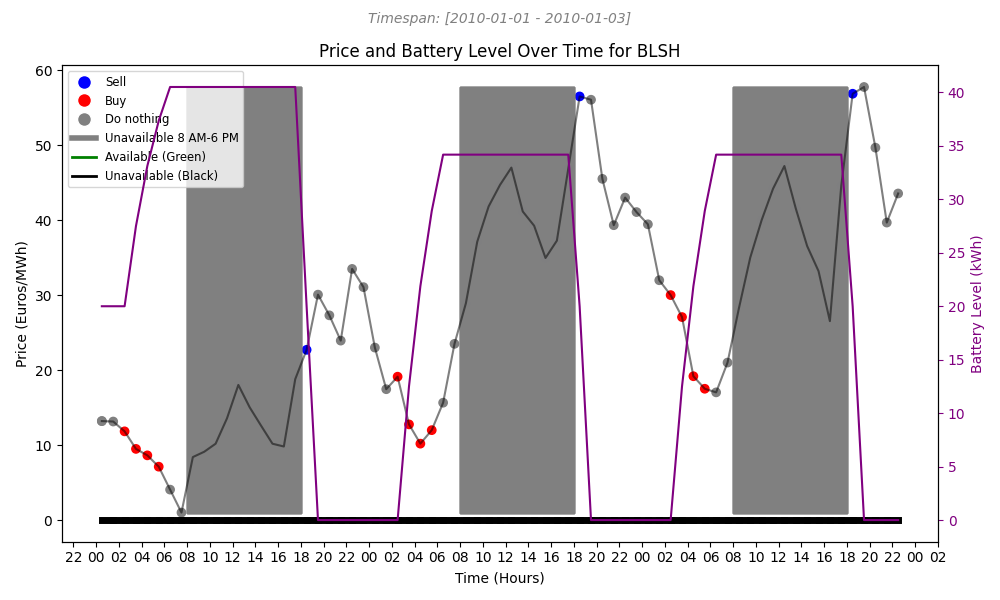 Timespan: [2010-01-01 - 2010-01-03]
Price and Battery Level Over Time for BLSH
Sell
Buy
Do nothing
Unavailable 8 AM-6 PM
Available (Green)
Unavailable (Black)
Price (Euros/MWh)
60
50
40
30
20
10
0
Battery Level (kWh)
40
35
30
25
20
15
10
5
0
22 00 02 04 06 08 10 12 14 16 18 20 22 00 02 04 06 08 10 12 14 16 18 20 22 00 02 04 06 08 10 12 14 16 18 20 22 00 02
Time (Hours)